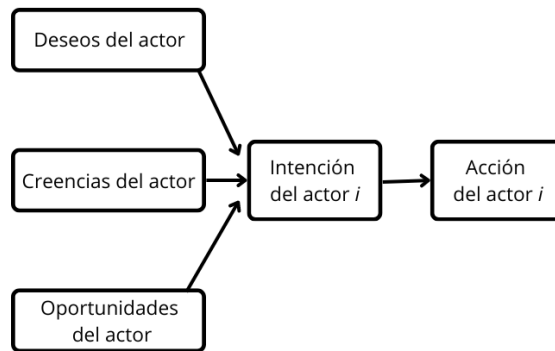 Deseos del actor
Creencias del actor
Intención
del actor i
Acción
del actor i
Oportunidades
del actor